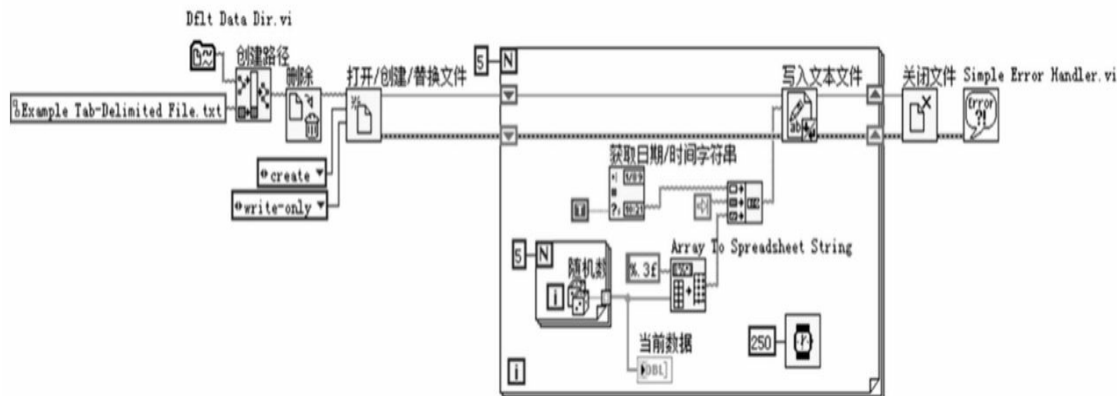 Dflt Data Dir.vi
创建路径
删除
打开/创建/替换文件
Example Tab-Delimited File.txt
create
write-only
5 N
写入文本文件
关闭文件 Simple Error Handler.vi
Error ?!
获取日期/时间字符串
Array To Spreadsheet String
5 N
随机数
i
%.3f
当前数据
DBL
250
i